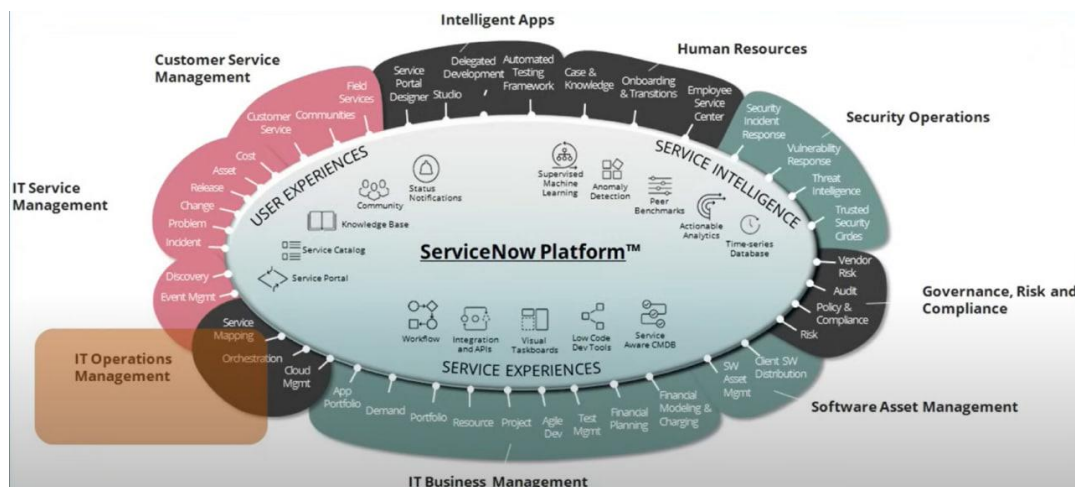 Intelligent Apps
Customer Service
Management
Human Resources
Security Operations
IT Service
Management
Governance, Risk and
Compliance
IT Operations
Management
Software Asset Management
IT Business Management
Field
Services
Communities
Customer
Service
Cost
Asset
Release
Change
Problem
Incident
Discovery
Event Mgmt
Service
Mapping
Orchestration
Cloud
Mgmt
Service
Portal
Designer
Studio
Delegated
Development
Automated
Testing
Framework
Case &
Knowledge
Onboarding
& Transitions
Employee
Service
Center
Security
Incident
Response
Vulnerability
Response
Threat
Intelligence
Trusted
Security
Circles
Vendor
Risk
Audit
Policy &
Compliance
Risk
Client SW
Distribution
SW
Asset
Mgmt
Financial
Modeling &
Charging
Financial
Planning
Test
Mgmt
Agile
Dev
Project
Resource
Portfolio
Demand
App
Portfolio
USER EXPERIENCES
SERVICE INTELLIGENCE
Status
Notifications
Community
Knowledge Base
Service Catalog
Service Portal
Supervised
Machine
Learning
Anomaly
Detection
Peer
Benchmarks
Actionable
Analytics
Time-series
Database
ServiceNow Platform™
Workflow
Integration
and APIs
Visual
Taskboards
Low Code
Dev Tools
Service
Aware CMDB
SERVICE EXPERIENCES